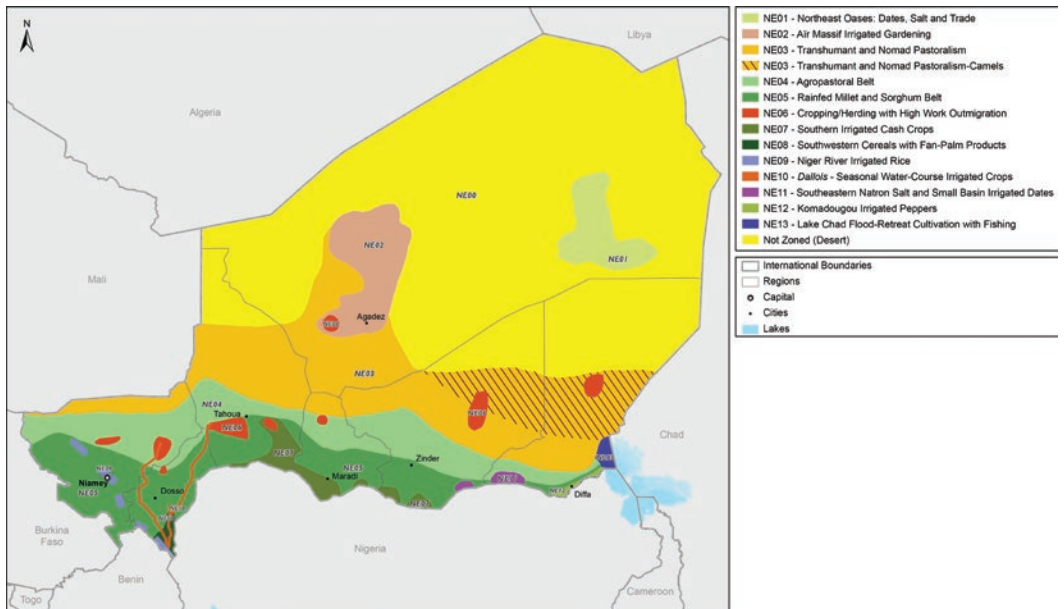 N
Libya
Algeria
Mali
NE00
NE02
NE01
Agadez
NE03
NE04
Tahoua
NE06
NE06
NE07
Zinder
NE05
Maradi
Niamey
NE05
Dosso
NE07
Diffa
Chad
Burkina
Faso
Benin
Togo
Nigeria
Cameroon
NE01 - Northeast Oases: Dates, Salt and Trade
NE02 - Aïr Massif Irrigated Gardening
NE03 - Transhumant and Nomad Pastoralism
NE03 - Transhumant and Nomad Pastoralism-Camels
NE04 - Agropastoral Belt
NE05 - Rainfed Millet and Sorghum Belt
NE06 - Cropping/Herding with High Work Outmigration
NE07 - Southern Irrigated Cash Crops
NE08 - Southwestern Cereals with Fan-Palm Products
NE09 - Niger River Irrigated Rice
NE10 - Dallols - Seasonal Water-Course Irrigated Crops
NE11 - Southeastern Natron Salt and Small Basin Irrigated Dates
NE12 - Komadougou Irrigated Peppers
NE13 - Lake Chad Flood-Retreat Cultivation with Fishing
Not Zoned (Desert)
International Boundaries
Regions
Capital
Cities
Lakes